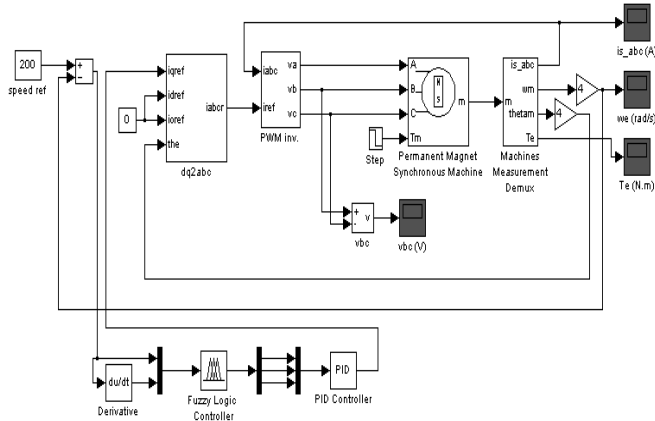 200
speed ref
+
-
0
iqref
idref
ioref
the
iabcr
dq2abc
iabc
iref
va
vb
vc
PWM inv.
Step
A
B
C
Tm
N
S
m
Permanent Magnet
Synchronous Machine
m
is_abc
wm
thetam
Te
Machines
Measurement
Demux
4
4
is_abc (A)
we (rad/s)
Te (N.m)
+
-
v
vbc
vbc (V)
du/dt
Derivative
Fuzzy Logic
Controller
PID
PID Controller